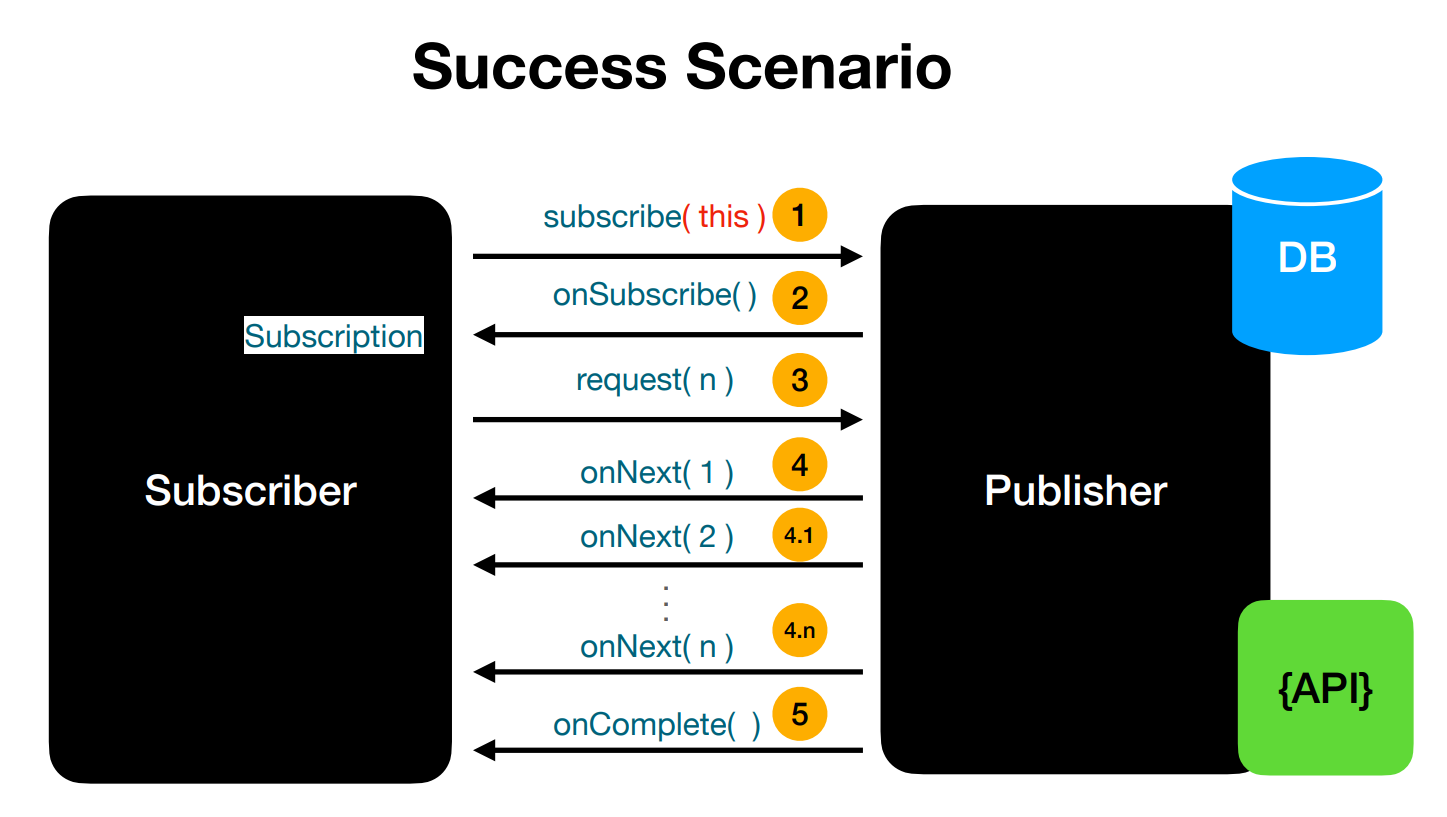 Success Scenario
subscribe( this ) 1
onSubscribe( ) 2
DB
Subscription
request( n ) 3
onNext( 1 ) 4
Subscriber
Publisher
onNext( 2 ) 4.1
.
.
.
onNext( n ) 4.n
{API}
onComplete( ) 5